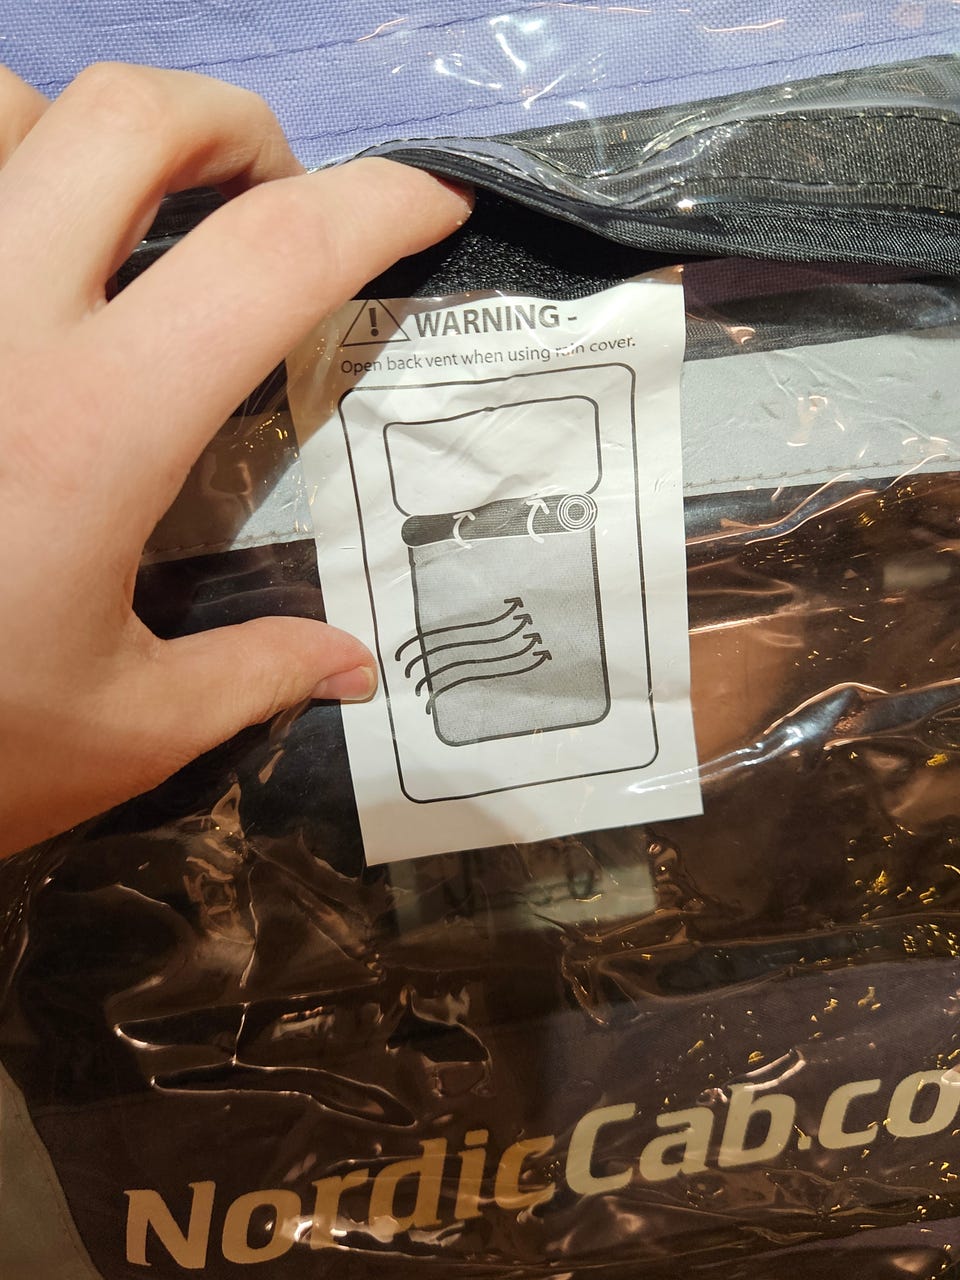 WARNING -
Open back vent when using rain cover.
NordicCab.co